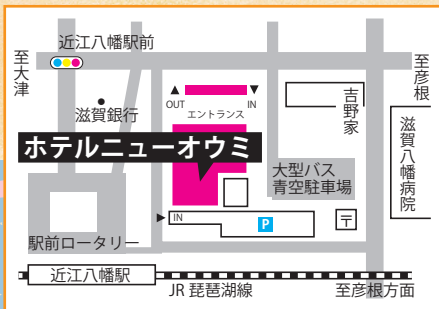 近江八幡駅前
至大津
至彦根
滋賀銀行
OUT
IN
エントランス
吉野家
滋賀八幡病院
ホテルニューオウミ
大型バス
青空駐車場
IN
P
〒
駅前ロータリー
近江八幡駅
JR 琵琶湖線
至彦根方面